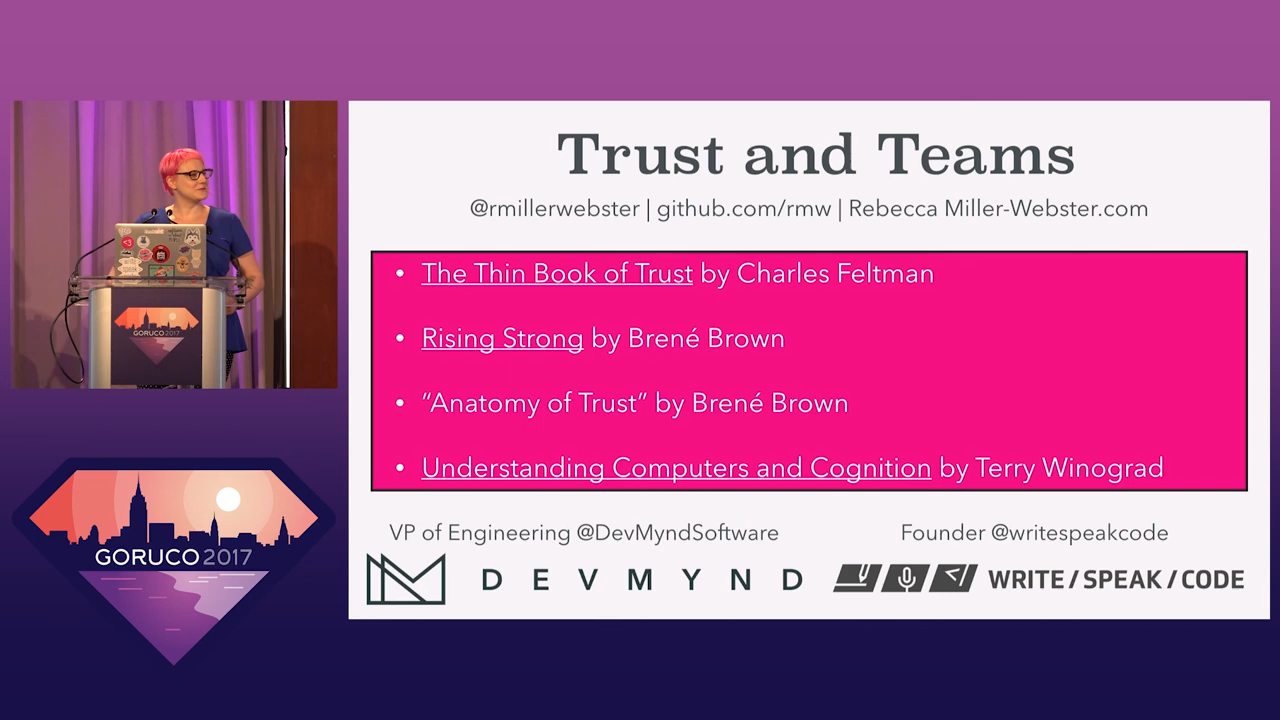 Trust and Teams
@rmillerwebster | github.com/rmw | Rebecca Miller-Webster.com
• The Thin Book of Trust by Charles Feltman
• Rising Strong by Brené Brown
• “Anatomy of Trust” by Brené Brown
• Understanding Computers and Cognition by Terry Winograd
VP of Engineering @DevMyndSoftware
Founder @writespeakcode
DEVMYND
WRITE/SPEAK/CODE
GORUCO 2017
GORUCO 2017